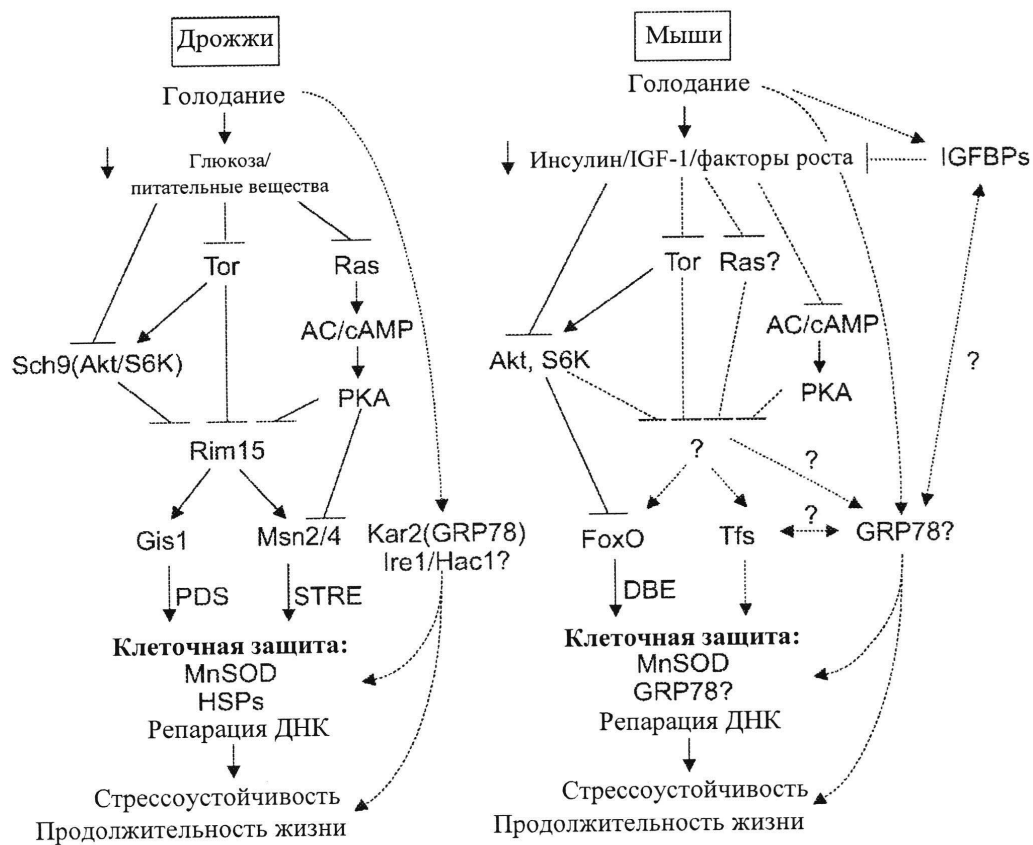 Дрожжи
Голодание
Глюкоза/
питательные вещества
Tor
Ras
AC/cAMP
Sch9(Akt/S6K)
PKA
Rim15
Gis1
Msn2/4
Kar2(GRP78)
Ire1/Hac1?
PDS
STRE
Клеточная защита:
MnSOD
HSPs
Репарация ДНК
Стрессоустойчивость
Продолжительность жизни
Мыши
Голодание
Инсулин/IGF-1/факторы роста
IGFBPs
Tor
Ras?
AC/cAMP
Akt, S6K
?
PKA
?
?
FoxO
Tfs
?
GRP78?
DBE
Клеточная защита:
MnSOD
GRP78?
Репарация ДНК
Стрессоустойчивость
Продолжительность жизни